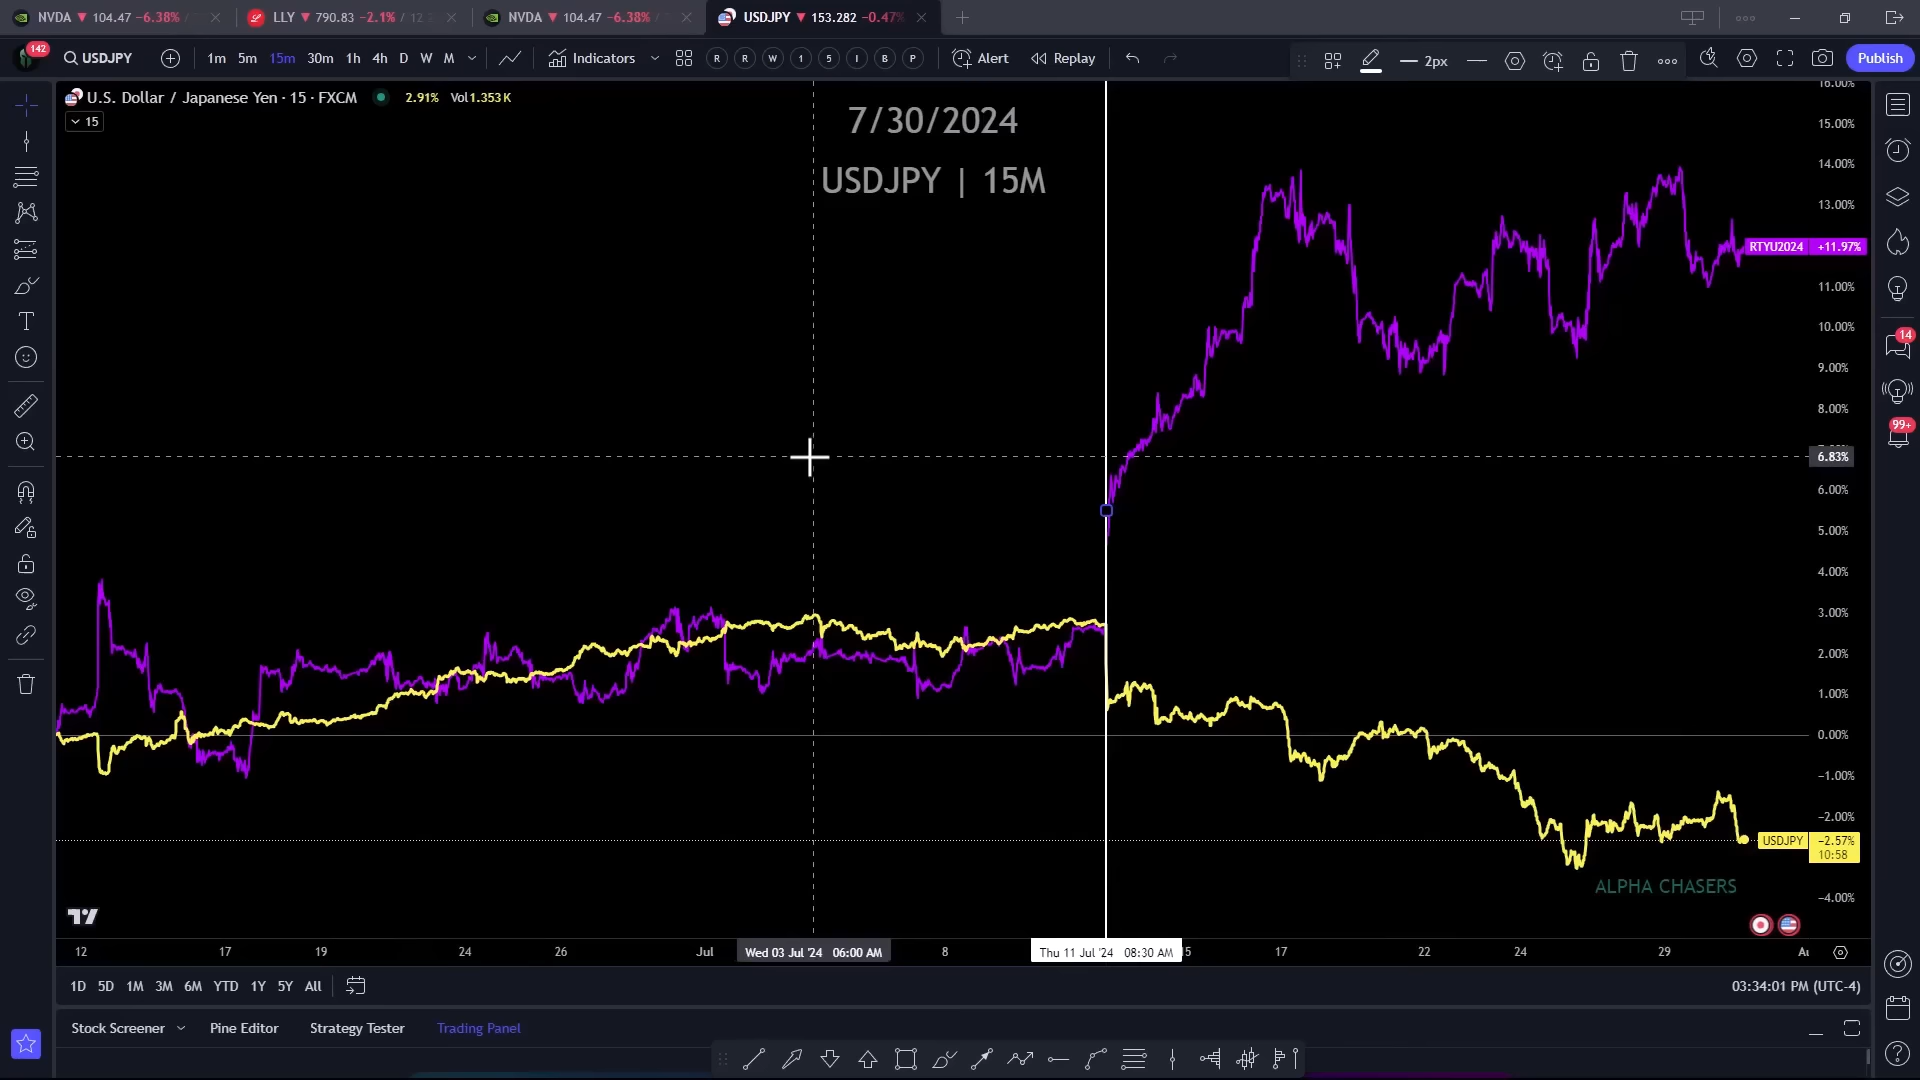 NVDA ▼ 104.47 −6.38%
LLY ▼ 790.83 −2.1%
NVDA ▼ 104.47 −6.38%
USDJPY ▼ 153.282 −0.47%
142
USDJPY
1m 5m 15m 30m 1h 4h D W M
Indicators
R R W 1 5 I B P
Alert
Replay
2px
Publish
U.S. Dollar / Japanese Yen · 15 · FXCM
2.91% Vol 1.353 K
15
7/30/2024
USDJPY | 15M
16.00%
15.00%
14.00%
13.00%
RTYU2024 +11.97%
11.00%
10.00%
9.00%
8.00%
6.83%
6.00%
5.00%
4.00%
3.00%
2.00%
1.00%
0.00%
−1.00%
−2.00%
USDJPY −2.57%
10:58
−4.00%
ALPHA CHASERS
14
99+
12 17 19 24 26 Jul Wed 03 Jul '24 06:00 AM 8 Thu 11 Jul '24 08:30 AM 15 17 22 24 29
1D 5D 1M 3M 6M YTD 1Y 5Y All
03:34:01 PM (UTC-4)
Stock Screener
Pine Editor
Strategy Tester
Trading Panel